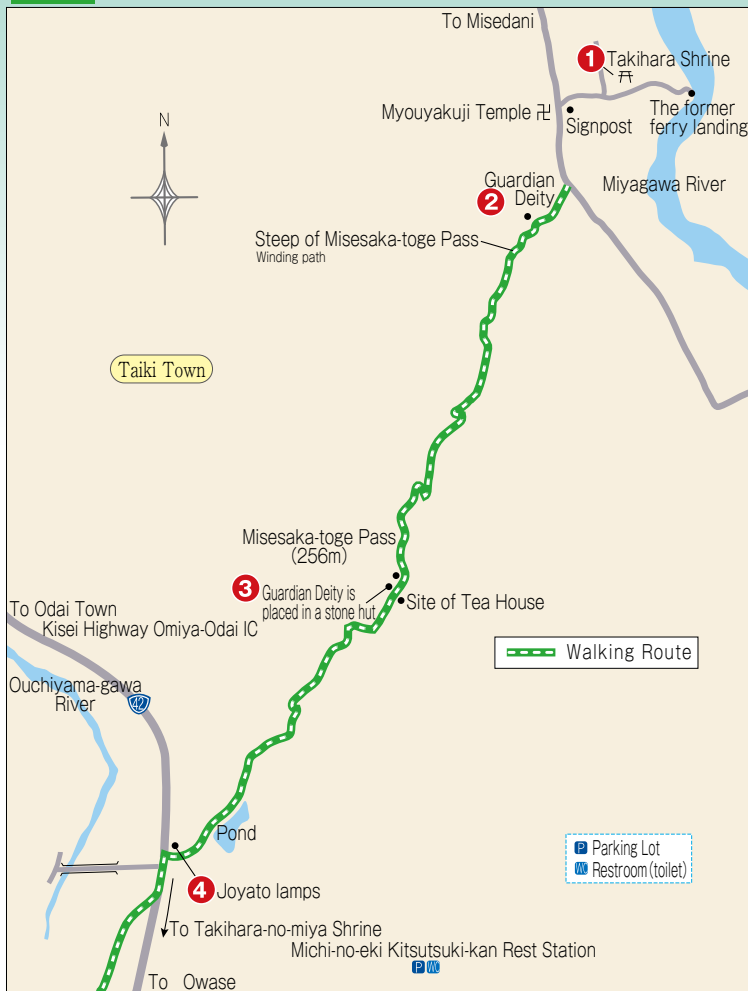 To Misedani
1 Takihara Shrine
Myouyakuji Temple 卍
Signpost
The former
ferry landing
N
Guardian
Deity
2
Miyagawa River
Steep of Misesaka-toge Pass
Winding path
Taiki Town
Misesaka-toge Pass
(256m)
3 Guardian Deity is
placed in a stone hut
Site of Tea House
To Odai Town
Kisei Highway Omiya-Odai IC
Walking Route
Ouchiyama-gawa
River
42
Pond
P Parking Lot
WC Restroom(toilet)
4 Joyato lamps
To Takihara-no-miya Shrine
Michi-no-eki Kitsutsuki-kan Rest Station
P WC
To Owase